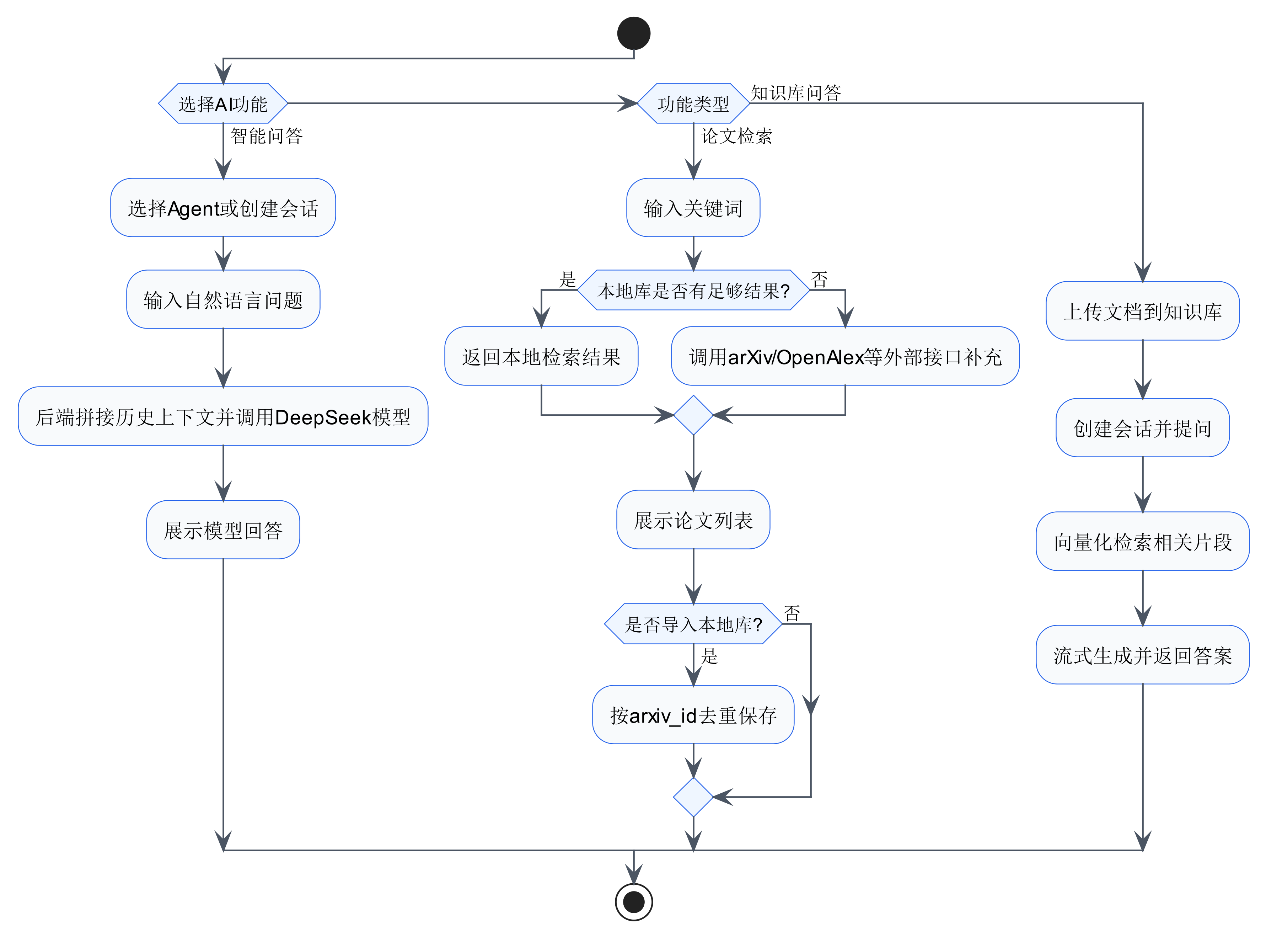 选择AI功能
智能问答
选择Agent或创建会话
输入自然语言问题
后端拼接历史上下文并调用DeepSeek模型
展示模型回答
功能类型
论文检索
输入关键词
本地库是否有足够结果?
是
返回本地检索结果
否
调用arXiv/OpenAlex等外部接口补充
展示论文列表
是否导入本地库?
是
按arxiv_id去重保存
否
知识库问答
上传文档到知识库
创建会话并提问
向量化检索相关片段
流式生成并返回答案